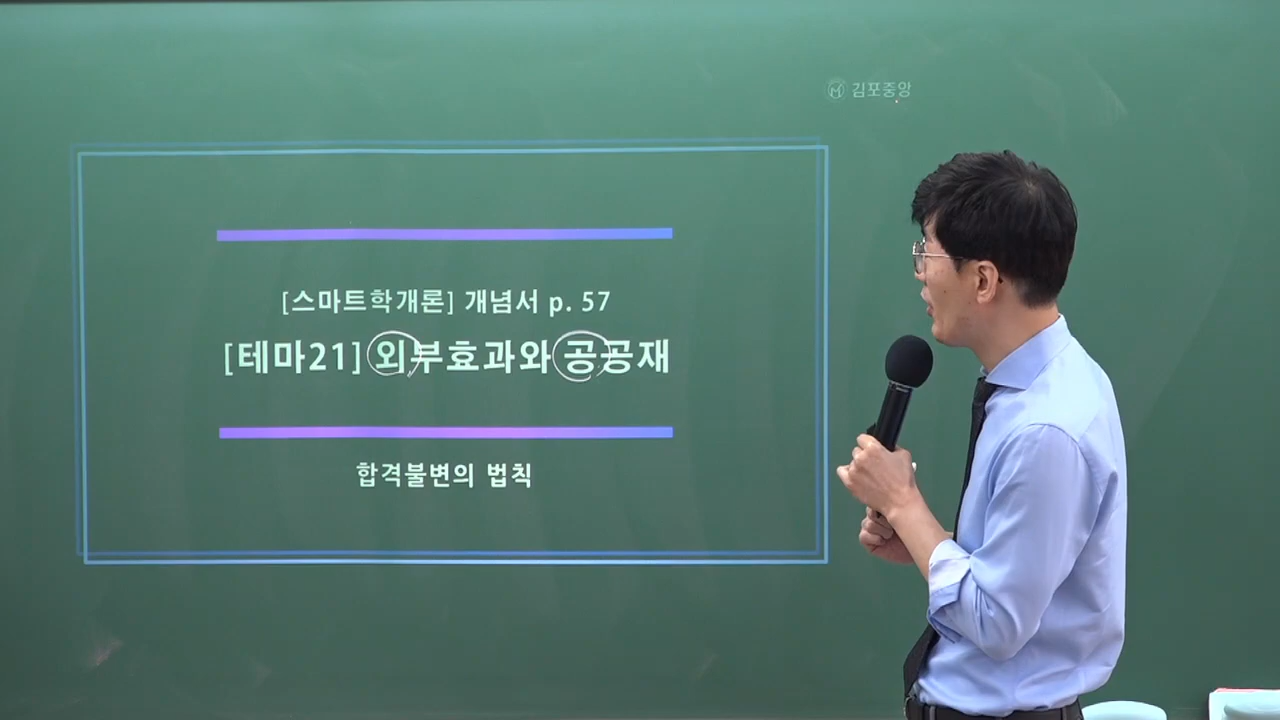 김포중앙
[스마트학개론] 개념서 p. 57
[테마21] 외부효과와 공공재
합격불변의 법칙